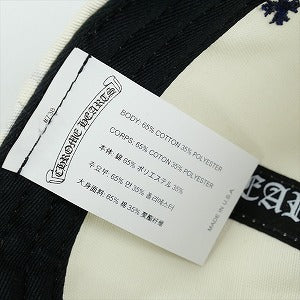 CHROME HEARTS
BODY: 65% COTTON 35% POLYESTER
CORPS: 65% COTON 35% POLYESTER
本体: 綿 65% ポリエステル 35%
주요부: 65% 면 35% 폴리에스터
大身面料: 65% 棉 35% 聚酯纤维
MADE IN U.S.A.